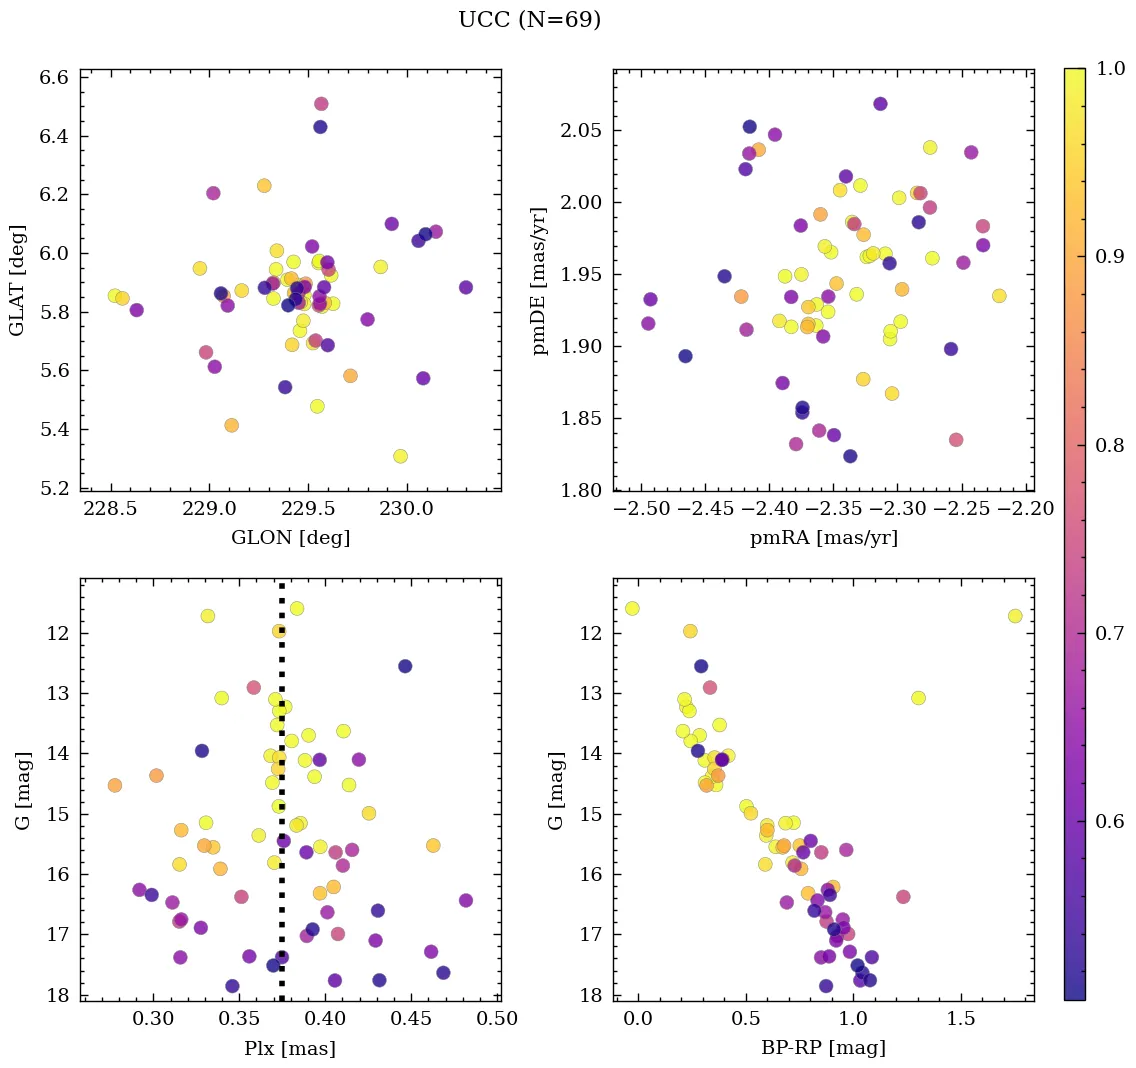 UCC (N=69)
6.6
6.4
6.2
6.0
5.8
5.6
5.4
5.2
GLAT [deg]
228.5 229.0 229.5 230.0
GLON [deg]
2.05
2.00
1.95
1.90
1.85
1.80
pmDE [mas/yr]
−2.50 −2.45 −2.40 −2.35 −2.30 −2.25 −2.20
pmRA [mas/yr]
12
13
14
15
16
17
18
G [mag]
0.30 0.35 0.40 0.45 0.50
Plx [mas]
12
13
14
15
16
17
18
G [mag]
0.0 0.5 1.0 1.5
BP-RP [mag]
1.0
0.9
0.8
0.7
0.6